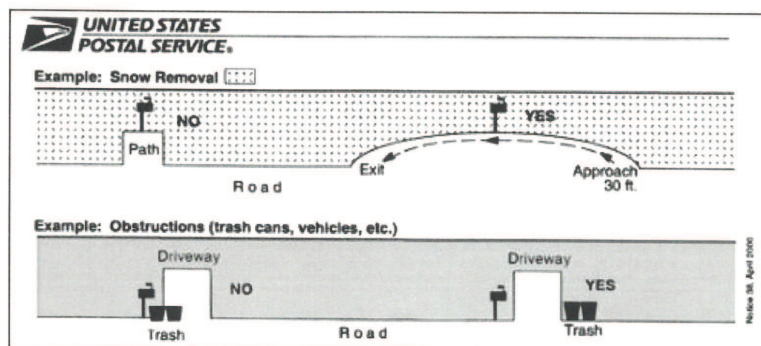 UNITED STATES
POSTAL SERVICE®
Example: Snow Removal
NO
YES
Path
Exit
Approach
30 ft.
Road
Example: Obstructions (trash cans, vehicles, etc.)
Driveway
Driveway
NO
YES
Trash
Road
Trash
Notice 38, April 2000